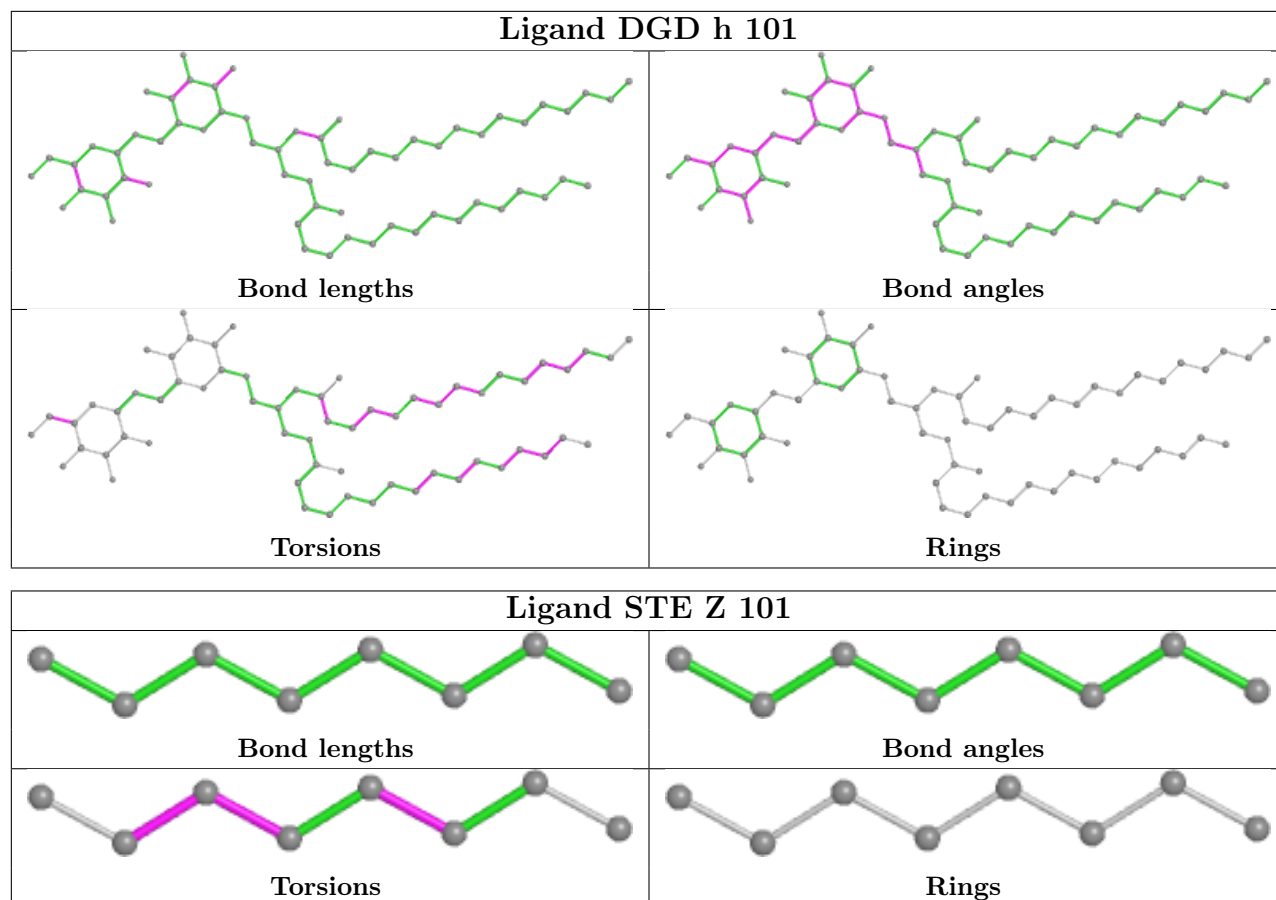 Ligand DGD h 101
Bond lengths
Bond angles
Torsions
Rings
Ligand STE Z 101
Bond lengths
Bond angles
Torsions
Rings